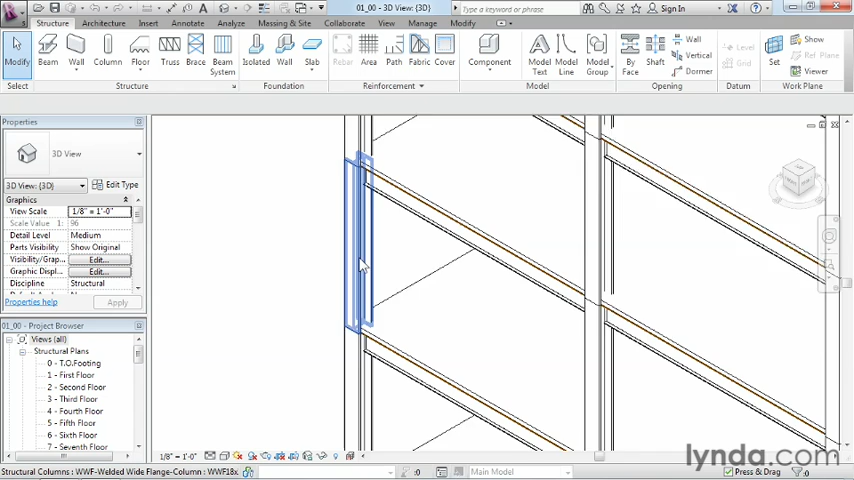 01_00 - 3D View: {3D}
Type a keyword or phrase
Sign In
Structure Architecture Insert Annotate Analyze Massing & Site Collaborate View Manage Modify
Modify Beam Wall Column Floor Truss Brace Beam System Isolated Wall Slab Rebar Area Path Fabric Cover Component Model Text Model Line Model Group By Face Shaft Wall Vertical Dormer Level Grid Set Show Ref Plane Viewer
Select Structure Foundation Reinforcement Model Opening Datum Work Plane
Properties
3D View
3D View: {3D} Edit Type
Graphics
View Scale 1/8" = 1'-0"
Scale Value 1: 96
Detail Level Medium
Parts Visibility Show Original
Visibility/Grap... Edit...
Graphic Displ... Edit...
Discipline Structural
Properties help Apply
01_00 - Project Browser
Views (all)
Structural Plans
0 - T.O.Footing
1 - First Floor
2 - Second Floor
3 - Third Floor
4 - Fourth Floor
5 - Fifth Floor
6 - Sixth Floor
7 - Seventh Floor
1/8" = 1'-0"
lynda.com
Structural Columns : WWF-Welded Wide Flange-Column : WWF18x :0 Main Model Press & Drag :0